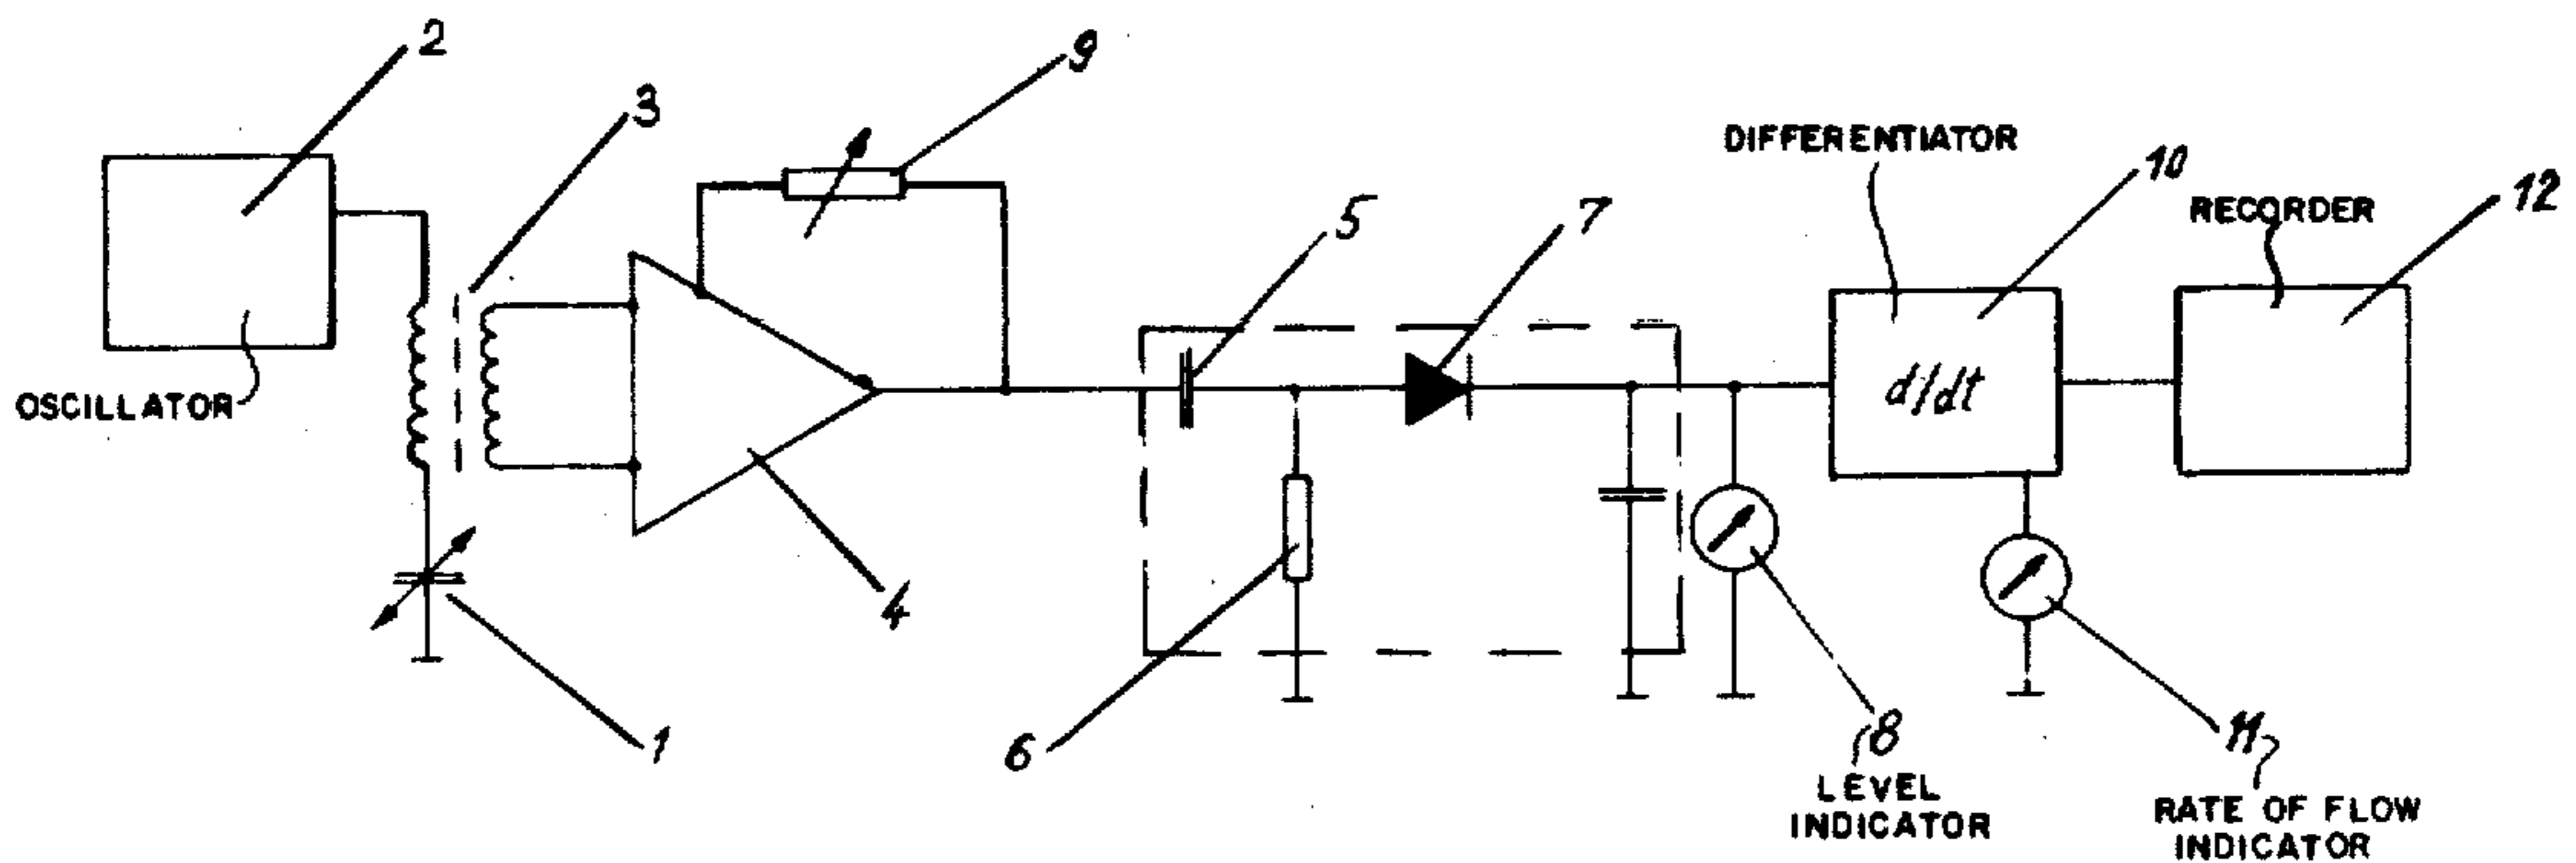 2
9
3
DIFFERENTIATOR
10
5
7
RECORDER
12
OSCILLATOR
d/dt
4
1
6
8
LEVEL
INDICATOR
11
RATE OF FLOW
INDICATOR